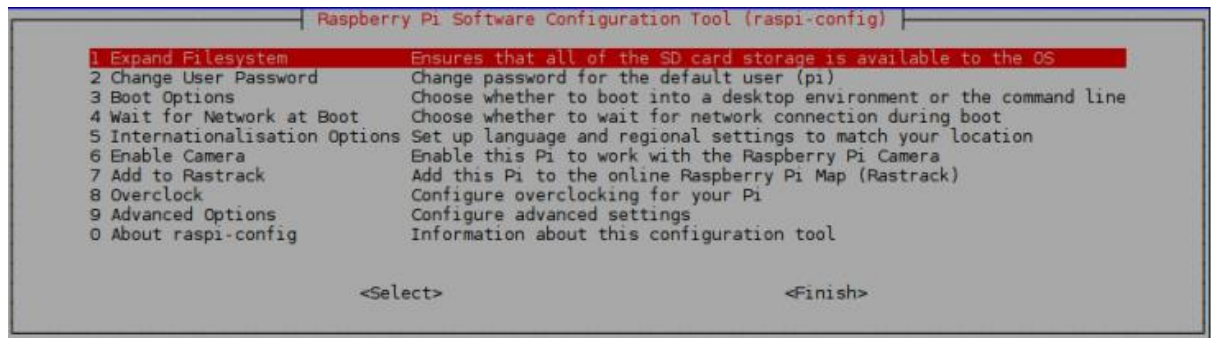 Raspberry Pi Software Configuration Tool (raspi-config)
1 Expand Filesystem Ensures that all of the SD card storage is available to the OS
2 Change User Password Change password for the default user (pi)
3 Boot Options Choose whether to boot into a desktop environment or the command line
4 Wait for Network at Boot Choose whether to wait for network connection during boot
5 Internationalisation Options Set up language and regional settings to match your location
6 Enable Camera Enable this Pi to work with the Raspberry Pi Camera
7 Add to Rastrack Add this Pi to the online Raspberry Pi Map (Rastrack)
8 Overclock Configure overclocking for your Pi
9 Advanced Options Configure advanced settings
0 About raspi-config Information about this configuration tool
<Select> <Finish>